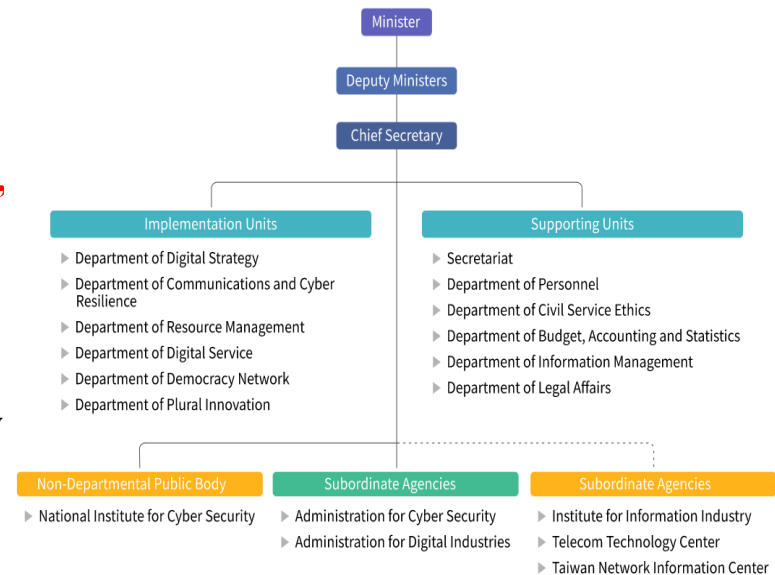 Minister
Deputy Ministers
Chief Secretary
Implementation Units
Department of Digital Strategy
Department of Communications and Cyber
Resilience
Department of Resource Management
Department of Digital Service
Department of Democracy Network
Department of Plural Innovation
Supporting Units
Secretariat
Department of Personnel
Department of Civil Service Ethics
Department of Budget, Accounting and Statistics
Department of Information Management
Department of Legal Affairs
Non-Departmental Public Body
National Institute for Cyber Security
Subordinate Agencies
Administration for Cyber Security
Administration for Digital Industries
Subordinate Agencies
Institute for Information Industry
Telecom Technology Center
Taiwan Network Information Center